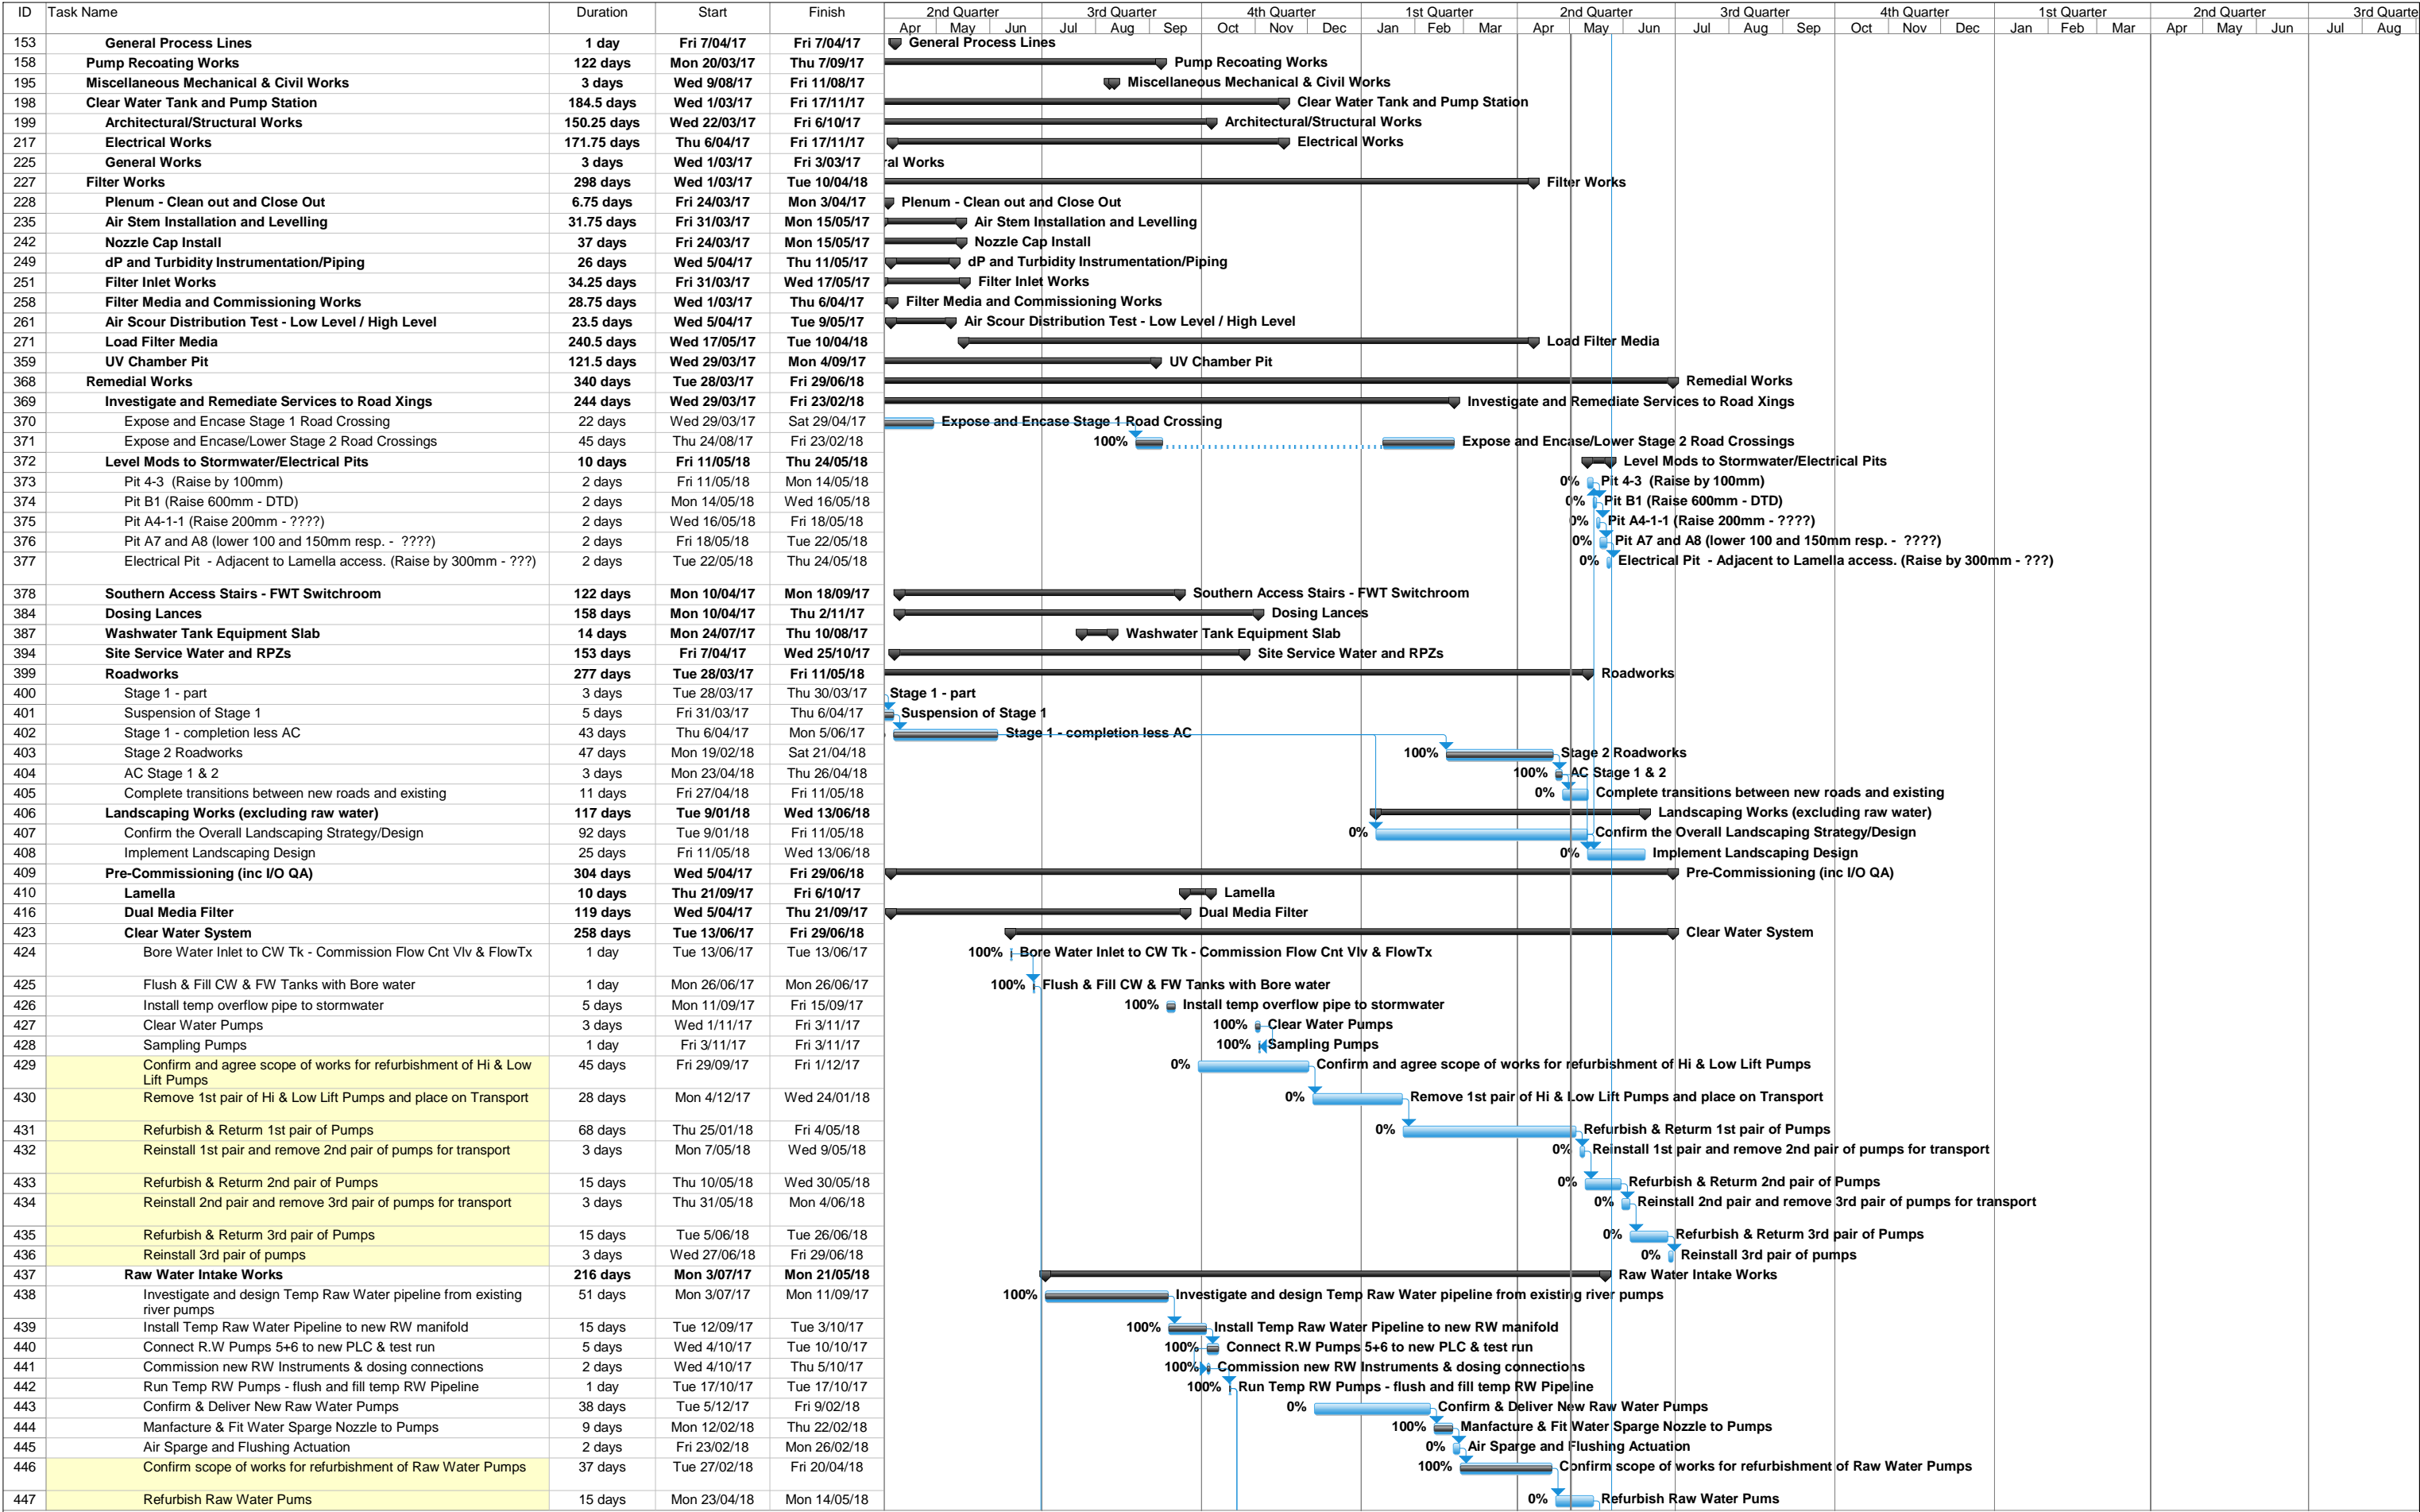 ID Task Name Duration Start Finish 2nd Quarter 3rd Quarter 4th Quarter 1st Quarter 2nd Quarter 3rd Quarter 4th Quarter 1st Quarter 2nd Quarter 3rd Quarte
Apr May Jun Jul Aug Sep Oct Nov Dec Jan Feb Mar Apr May Jun Jul Aug Sep Oct Nov Dec Jan Feb Mar Apr May Jun Jul Aug
153 General Process Lines 1 day Fri 7/04/17 Fri 7/04/17 General Process Lines
158 Pump Recoating Works 122 days Mon 20/03/17 Thu 7/09/17 Pump Recoating Works
195 Miscellaneous Mechanical & Civil Works 3 days Wed 9/08/17 Fri 11/08/17 Miscellaneous Mechanical & Civil Works
198 Clear Water Tank and Pump Station 184.5 days Wed 1/03/17 Fri 17/11/17 Clear Water Tank and Pump Station
199 Architectural/Structural Works 150.25 days Wed 22/03/17 Fri 6/10/17 Architectural/Structural Works
217 Electrical Works 171.75 days Thu 6/04/17 Fri 17/11/17 Electrical Works
225 General Works 3 days Wed 1/03/17 Fri 3/03/17 ral Works
227 Filter Works 298 days Wed 1/03/17 Tue 10/04/18 Filter Works
228 Plenum - Clean out and Close Out 6.75 days Fri 24/03/17 Mon 3/04/17 Plenum - Clean out and Close Out
235 Air Stem Installation and Levelling 31.75 days Fri 31/03/17 Mon 15/05/17 Air Stem Installation and Levelling
242 Nozzle Cap Install 37 days Fri 24/03/17 Mon 15/05/17 Nozzle Cap Install
249 dP and Turbidity Instrumentation/Piping 26 days Wed 5/04/17 Thu 11/05/17 dP and Turbidity Instrumentation/Piping
251 Filter Inlet Works 34.25 days Fri 31/03/17 Wed 17/05/17 Filter Inlet Works
258 Filter Media and Commissioning Works 28.75 days Wed 1/03/17 Thu 6/04/17 Filter Media and Commissioning Works
261 Air Scour Distribution Test - Low Level / High Level 23.5 days Wed 5/04/17 Tue 9/05/17 Air Scour Distribution Test - Low Level / High Level
271 Load Filter Media 240.5 days Wed 17/05/17 Tue 10/04/18 Load Filter Media
359 UV Chamber Pit 121.5 days Wed 29/03/17 Mon 4/09/17 UV Chamber Pit
368 Remedial Works 340 days Tue 28/03/17 Fri 29/06/18 Remedial Works
369 Investigate and Remediate Services to Road Xings 244 days Wed 29/03/17 Fri 23/02/18 Investigate and Remediate Services to Road Xings
370 Expose and Encase Stage 1 Road Crossing 22 days Wed 29/03/17 Sat 29/04/17 Expose and Encase Stage 1 Road Crossing
371 Expose and Encase/Lower Stage 2 Road Crossings 45 days Thu 24/08/17 Fri 23/02/18 100% Expose and Encase/Lower Stage 2 Road Crossings
372 Level Mods to Stormwater/Electrical Pits 10 days Fri 11/05/18 Thu 24/05/18 Level Mods to Stormwater/Electrical Pits
373 Pit 4-3 (Raise by 100mm) 2 days Fri 11/05/18 Mon 14/05/18 0% Pit 4-3 (Raise by 100mm)
374 Pit B1 (Raise 600mm - DTD) 2 days Mon 14/05/18 Wed 16/05/18 0% Pit B1 (Raise 600mm - DTD)
375 Pit A4-1-1 (Raise 200mm - ????) 2 days Wed 16/05/18 Fri 18/05/18 0% Pit A4-1-1 (Raise 200mm - ????)
376 Pit A7 and A8 (lower 100 and 150mm resp. - ????) 2 days Fri 18/05/18 Tue 22/05/18 0% Pit A7 and A8 (lower 100 and 150mm resp. - ????)
377 Electrical Pit - Adjacent to Lamella access. (Raise by 300mm - ???) 2 days Tue 22/05/18 Thu 24/05/18 0% Electrical Pit - Adjacent to Lamella access. (Raise by 300mm - ???)
378 Southern Access Stairs - FWT Switchroom 122 days Mon 10/04/17 Mon 18/09/17 Southern Access Stairs - FWT Switchroom
384 Dosing Lances 158 days Mon 10/04/17 Thu 2/11/17 Dosing Lances
387 Washwater Tank Equipment Slab 14 days Mon 24/07/17 Thu 10/08/17 Washwater Tank Equipment Slab
394 Site Service Water and RPZs 153 days Fri 7/04/17 Wed 25/10/17 Site Service Water and RPZs
399 Roadworks 277 days Tue 28/03/17 Fri 11/05/18 Roadworks
400 Stage 1 - part 3 days Tue 28/03/17 Thu 30/03/17 Stage 1 - part
401 Suspension of Stage 1 5 days Fri 31/03/17 Thu 6/04/17 Suspension of Stage 1
402 Stage 1 - completion less AC 43 days Thu 6/04/17 Mon 5/06/17 Stage 1 - completion less AC
403 Stage 2 Roadworks 47 days Mon 19/02/18 Sat 21/04/18 100% Stage 2 Roadworks
404 AC Stage 1 & 2 3 days Mon 23/04/18 Thu 26/04/18 100% AC Stage 1 & 2
405 Complete transitions between new roads and existing 11 days Fri 27/04/18 Fri 11/05/18 0% Complete transitions between new roads and existing
406 Landscaping Works (excluding raw water) 117 days Tue 9/01/18 Wed 13/06/18 Landscaping Works (excluding raw water)
407 Confirm the Overall Landscaping Strategy/Design 92 days Tue 9/01/18 Fri 11/05/18 0% Confirm the Overall Landscaping Strategy/Design
408 Implement Landscaping Design 25 days Fri 11/05/18 Wed 13/06/18 0% Implement Landscaping Design
409 Pre-Commissioning (inc I/O QA) 304 days Wed 5/04/17 Fri 29/06/18 Pre-Commissioning (inc I/O QA)
410 Lamella 10 days Thu 21/09/17 Fri 6/10/17 Lamella
416 Dual Media Filter 119 days Wed 5/04/17 Thu 21/09/17 Dual Media Filter
423 Clear Water System 258 days Tue 13/06/17 Fri 29/06/18 Clear Water System
424 Bore Water Inlet to CW Tk - Commission Flow Cnt Vlv & FlowTx 1 day Tue 13/06/17 Tue 13/06/17 100% Bore Water Inlet to CW Tk - Commission Flow Cnt Vlv & FlowTx
425 Flush & Fill CW & FW Tanks with Bore water 1 day Mon 26/06/17 Mon 26/06/17 100% Flush & Fill CW & FW Tanks with Bore water
426 Install temp overflow pipe to stormwater 5 days Mon 11/09/17 Fri 15/09/17 100% Install temp overflow pipe to stormwater
427 Clear Water Pumps 3 days Wed 1/11/17 Fri 3/11/17 100% Clear Water Pumps
428 Sampling Pumps 1 day Fri 3/11/17 Fri 3/11/17 100% Sampling Pumps
429 Confirm and agree scope of works for refurbishment of Hi & Low 45 days Fri 29/09/17 Fri 1/12/17 0% Confirm and agree scope of works for refurbishment of Hi & Low Lift Pumps
Lift Pumps
430 Remove 1st pair of Hi & Low Lift Pumps and place on Transport 28 days Mon 4/12/17 Wed 24/01/18 0% Remove 1st pair of Hi & Low Lift Pumps and place on Transport
431 Refurbish & Returm 1st pair of Pumps 68 days Thu 25/01/18 Fri 4/05/18 0% Refurbish & Returm 1st pair of Pumps
432 Reinstall 1st pair and remove 2nd pair of pumps for transport 3 days Mon 7/05/18 Wed 9/05/18 0% Reinstall 1st pair and remove 2nd pair of pumps for transport
433 Refurbish & Returm 2nd pair of Pumps 15 days Thu 10/05/18 Wed 30/05/18 0% Refurbish & Returm 2nd pair of Pumps
434 Reinstall 2nd pair and remove 3rd pair of pumps for transport 3 days Thu 31/05/18 Mon 4/06/18 0% Reinstall 2nd pair and remove 3rd pair of pumps for transport
435 Refurbish & Returm 3rd pair of Pumps 15 days Tue 5/06/18 Tue 26/06/18 0% Refurbish & Returm 3rd pair of Pumps
436 Reinstall 3rd pair of pumps 3 days Wed 27/06/18 Fri 29/06/18 0% Reinstall 3rd pair of pumps
437 Raw Water Intake Works 216 days Mon 3/07/17 Mon 21/05/18 Raw Water Intake Works
438 Investigate and design Temp Raw Water pipeline from existing 51 days Mon 3/07/17 Mon 11/09/17 100% Investigate and design Temp Raw Water pipeline from existing river pumps
river pumps
439 Install Temp Raw Water Pipeline to new RW manifold 15 days Tue 12/09/17 Tue 3/10/17 100% Install Temp Raw Water Pipeline to new RW manifold
440 Connect R.W Pumps 5+6 to new PLC & test run 5 days Wed 4/10/17 Tue 10/10/17 100% Connect R.W Pumps 5+6 to new PLC & test run
441 Commission new RW Instruments & dosing connections 2 days Wed 4/10/17 Thu 5/10/17 100% Commission new RW Instruments & dosing connections
442 Run Temp RW Pumps - flush and fill temp RW Pipeline 1 day Tue 17/10/17 Tue 17/10/17 100% Run Temp RW Pumps - flush and fill temp RW Pipeline
443 Confirm & Deliver New Raw Water Pumps 38 days Tue 5/12/17 Fri 9/02/18 0% Confirm & Deliver New Raw Water Pumps
444 Manfacture & Fit Water Sparge Nozzle to Pumps 9 days Mon 12/02/18 Thu 22/02/18 100% Manfacture & Fit Water Sparge Nozzle to Pumps
445 Air Sparge and Flushing Actuation 2 days Fri 23/02/18 Mon 26/02/18 0% Air Sparge and Flushing Actuation
446 Confirm scope of works for refurbishment of Raw Water Pumps 37 days Tue 27/02/18 Fri 20/04/18 100% Confirm scope of works for refurbishment of Raw Water Pumps
447 Refurbish Raw Water Pums 15 days Mon 23/04/18 Mon 14/05/18 0% Refurbish Raw Water Pums